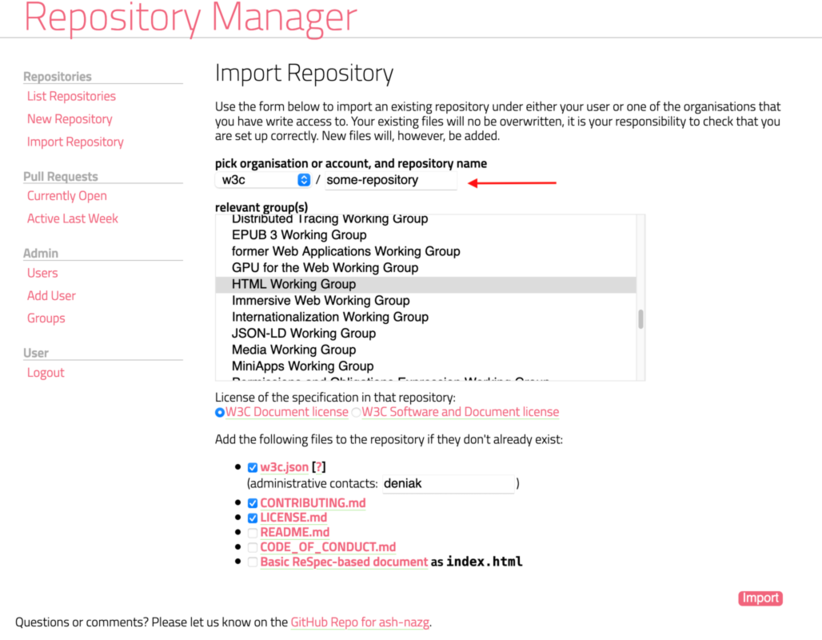 Repository Manager
Repositories
List Repositories
New Repository
Import Repository
Pull Requests
Currently Open
Active Last Week
Admin
Users
Add User
Groups
User
Logout
Import Repository
Use the form below to import an existing repository under either your user or one of the organisations that
you have write access to. Your existing files will no be overwritten, it is your responsibility to check that you
are set up correctly. New files will, however, be added.
pick organisation or account, and repository name
w3c / some-repository
relevant group(s)
Distributed Tracing Working Group
EPUB 3 Working Group
former Web Applications Working Group
GPU for the Web Working Group
HTML Working Group
Immersive Web Working Group
Internationalization Working Group
JSON-LD Working Group
Media Working Group
MiniApps Working Group
Permissions and Obligations Expression Working Group
License of the specification in that repository:
W3C Document license W3C Software and Document license
Add the following files to the repository if they don't already exist:
w3c.json [?]
(administrative contacts: deniak )
CONTRIBUTING.md
LICENSE.md
README.md
CODE_OF_CONDUCT.md
Basic ReSpec-based document as index.html
Import
Questions or comments? Please let us know on the GitHub Repo for ash-nazg.